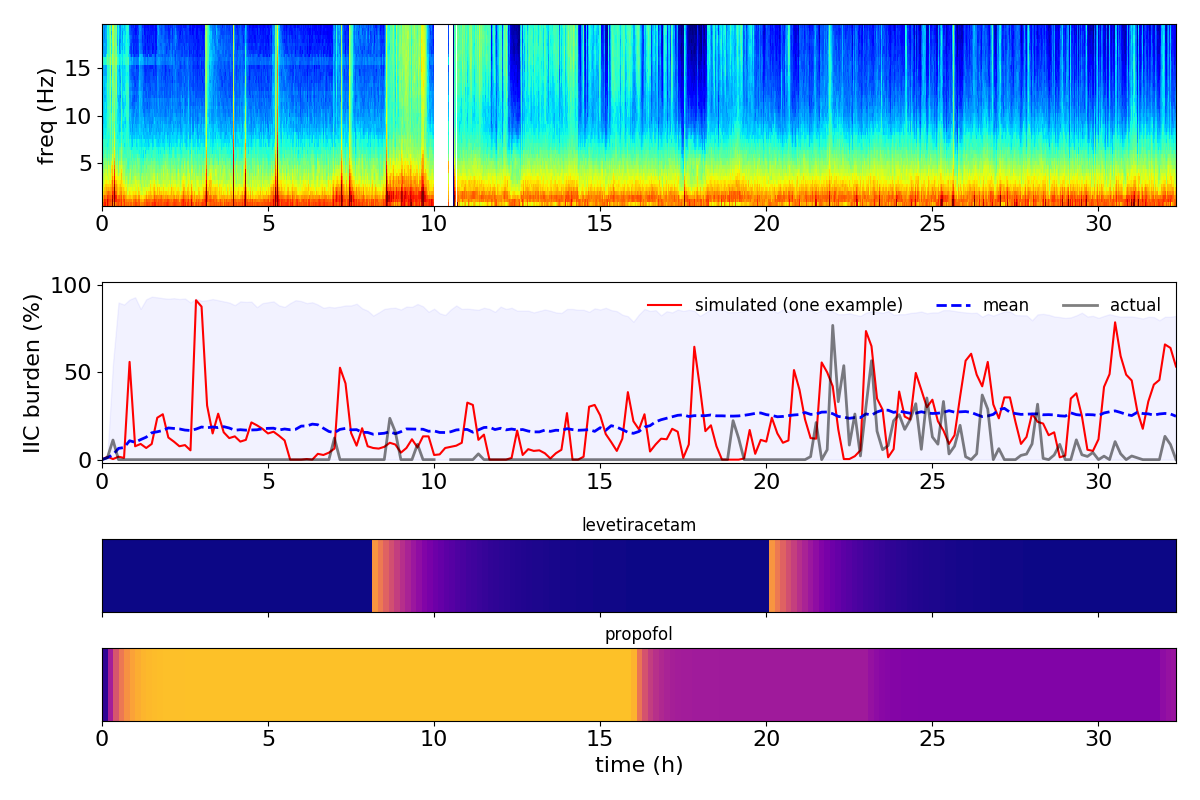 freq (Hz)
15
10
5
0 5 10 15 20 25 30
IIC burden (%)
100
50
0
simulated (one example) mean actual
0 5 10 15 20 25 30
levetiracetam
propofol
0 5 10 15 20 25 30
time (h)